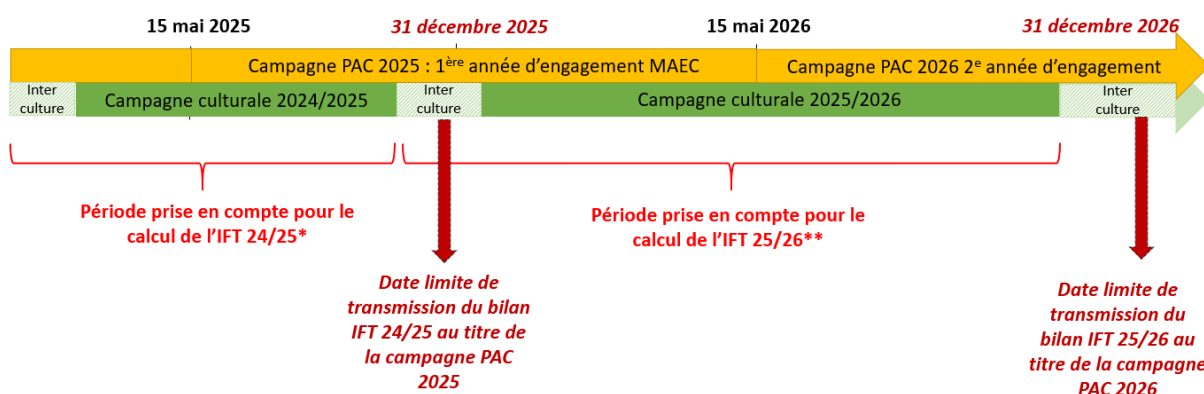 15 mai 2025
31 décembre 2025
15 mai 2026
31 décembre 2026
Campagne PAC 2025 : 1ère année d'engagement MAEC
Campagne PAC 2026 2e année d'engagement
Inter
culture
Campagne culturale 2024/2025
Inter
culture
Campagne culturale 2025/2026
Inter
culture
Période prise en compte pour le
calcul de l'IFT 24/25*
Période prise en compte pour le
calcul de l'IFT 25/26**
Date limite de
transmission du bilan
IFT 24/25 au titre de
la campagne PAC
2025
Date limite de
transmission du
bilan IFT 25/26 au
titre de la campagne
PAC 2026